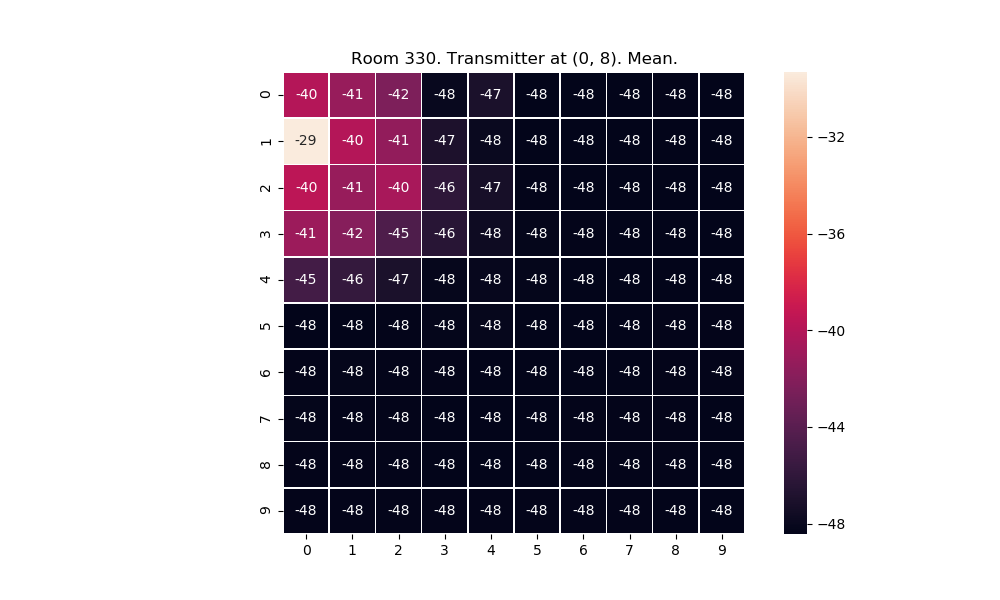 Room 330. Transmitter at (0, 8). Mean.
0 -40 -41 -42 -48 -47 -48 -48 -48 -48 -48
1 -29 -40 -41 -47 -48 -48 -48 -48 -48 -48 −32
2 -40 -41 -40 -46 -47 -48 -48 -48 -48 -48
3 -41 -42 -45 -46 -48 -48 -48 -48 -48 -48 −36
4 -45 -46 -47 -48 -48 -48 -48 -48 -48 -48
5 -48 -48 -48 -48 -48 -48 -48 -48 -48 -48 −40
6 -48 -48 -48 -48 -48 -48 -48 -48 -48 -48
7 -48 -48 -48 -48 -48 -48 -48 -48 -48 -48 −44
8 -48 -48 -48 -48 -48 -48 -48 -48 -48 -48
9 -48 -48 -48 -48 -48 -48 -48 -48 -48 -48 −48
0 1 2 3 4 5 6 7 8 9